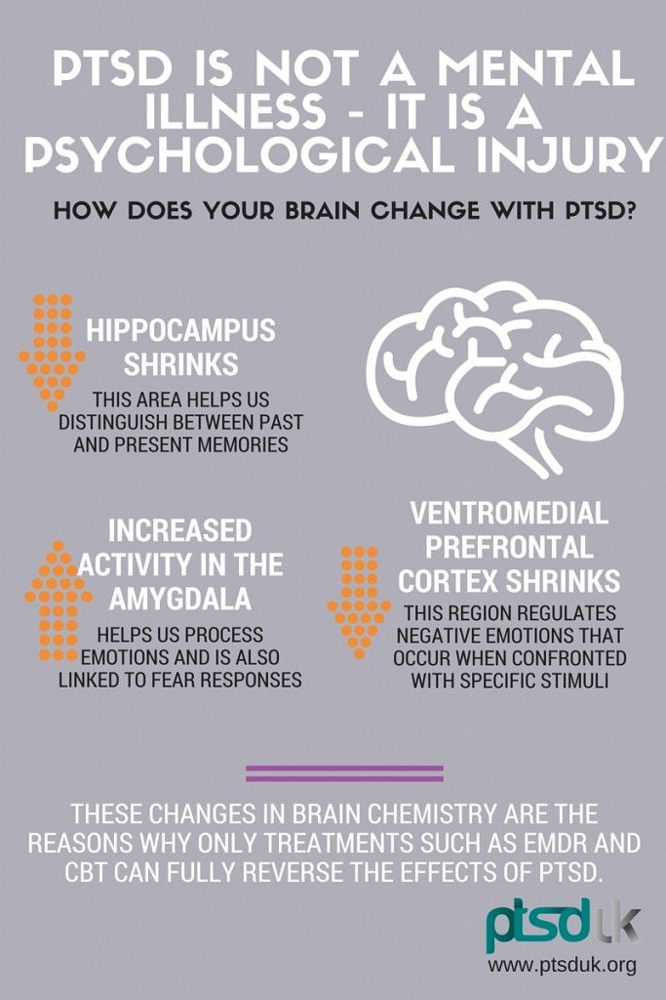 PTSD IS NOT A MENTAL
ILLNESS - IT IS A
PSYCHOLOGICAL INJURY
HOW DOES YOUR BRAIN CHANGE WITH PTSD?
HIPPOCAMPUS
SHRINKS
THIS AREA HELPS US
DISTINGUISH BETWEEN PAST
AND PRESENT MEMORIES
INCREASED
ACTIVITY IN THE
AMYGDALA
HELPS US PROCESS
EMOTIONS AND IS ALSO
LINKED TO FEAR RESPONSES
VENTROMEDIAL
PREFRONTAL
CORTEX SHRINKS
THIS REGION REGULATES
NEGATIVE EMOTIONS THAT
OCCUR WHEN CONFRONTED
WITH SPECIFIC STIMULI
THESE CHANGES IN BRAIN CHEMISTRY ARE THE
REASONS WHY ONLY TREATMENTS SUCH AS EMDR AND
CBT CAN FULLY REVERSE THE EFFECTS OF PTSD.
ptsd uk
www.ptsduk.org